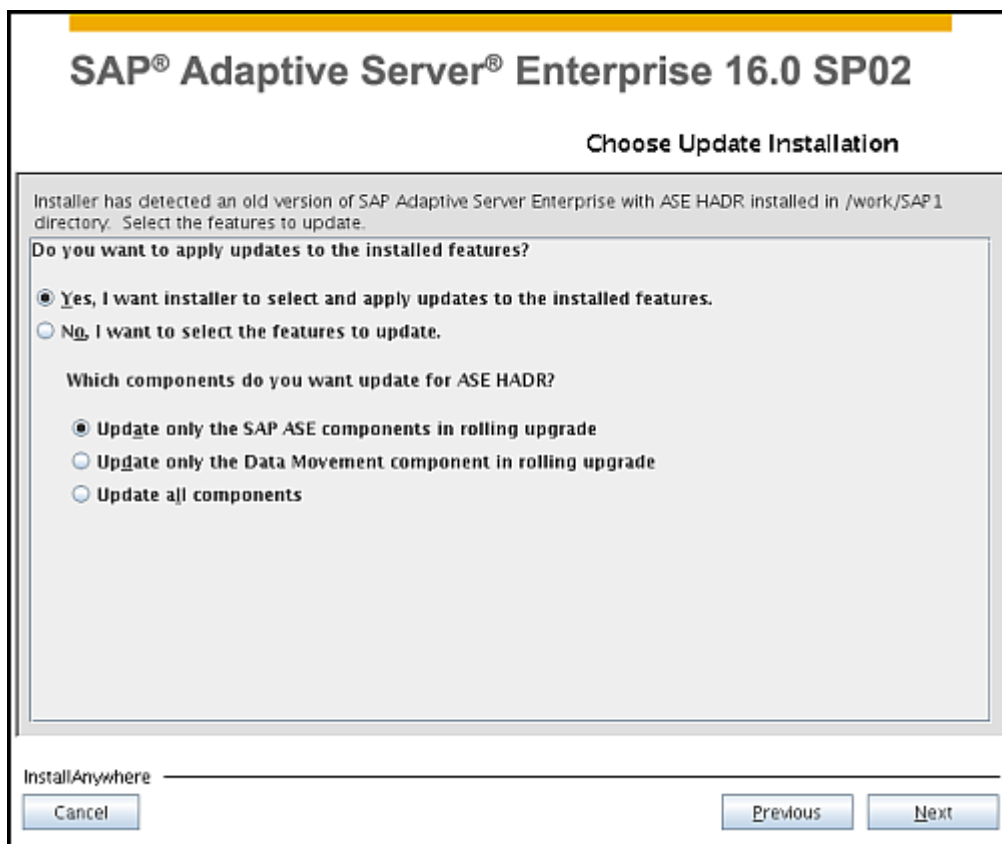 SAP® Adaptive Server® Enterprise 16.0 SP02
Choose Update Installation
Installer has detected an old version of SAP Adaptive Server Enterprise with ASE HADR installed in /work/SAP1
directory. Select the features to update.
Do you want to apply updates to the installed features?
Yes, I want installer to select and apply updates to the installed features.
No, I want to select the features to update.
Which components do you want update for ASE HADR?
Update only the SAP ASE components in rolling upgrade
Update only the Data Movement component in rolling upgrade
Update all components
InstallAnywhere
Cancel
Previous
Next